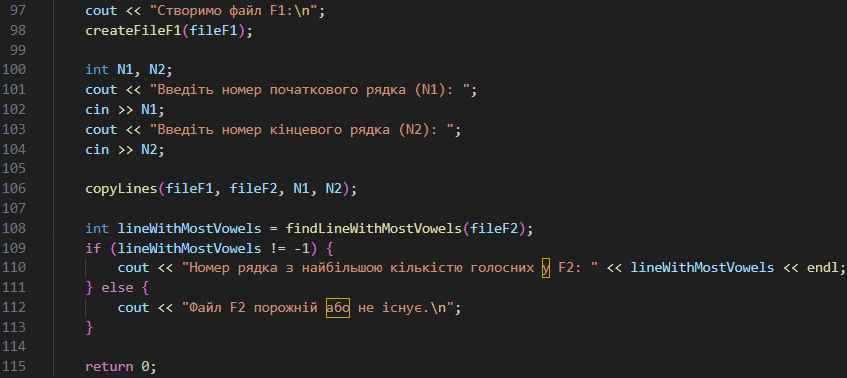 97 cout << "Створимо файл F1:\n";
98 createFileF1(fileF1);
99
100 int N1, N2;
101 cout << "Введіть номер початкового рядка (N1): ";
102 cin >> N1;
103 cout << "Введіть номер кінцевого рядка (N2): ";
104 cin >> N2;
105
106 copyLines(fileF1, fileF2, N1, N2);
107
108 int lineWithMostVowels = findLineWithMostVowels(fileF2);
109 if (lineWithMostVowels != -1) {
110 cout << "Номер рядка з найбільшою кількістю голосних у F2: " << lineWithMostVowels << endl;
111 } else {
112 cout << "Файл F2 порожній або не існує.\n";
113 }
114
115 return 0;